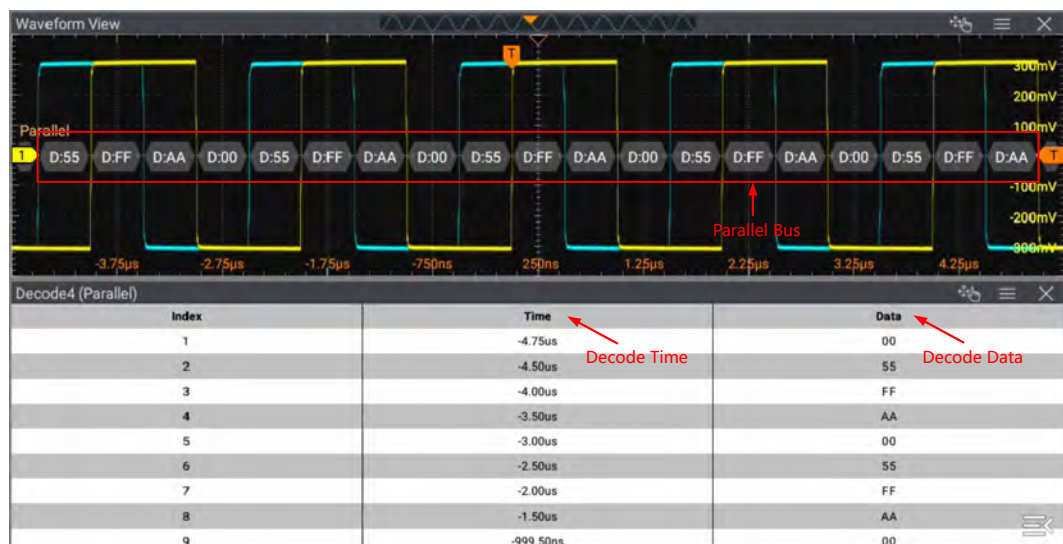 Waveform View
T
300mV
200mV
100mV
Parallel
1 D:55 D:FF D:AA D:00 D:55 D:FF D:AA D:00 D:55 D:FF D:AA D:00 D:55 D:FF D:AA D:00 D:55 D:FF D:AA T
-100mV
-200mV
Parallel Bus
-300mV
-3.75µs -2.75µs -1.75µs -750ns 250ns 1.25µs 2.25µs 3.25µs 4.25µs
Decode4 (Parallel)
Index Time Data
Decode Time Decode Data
1 -4.75us 00
2 -4.50us 55
3 -4.00us FF
4 -3.50us AA
5 -3.00us 00
6 -2.50us 55
7 -2.00us FF
8 -1.50us AA
9 -999.50ns 00